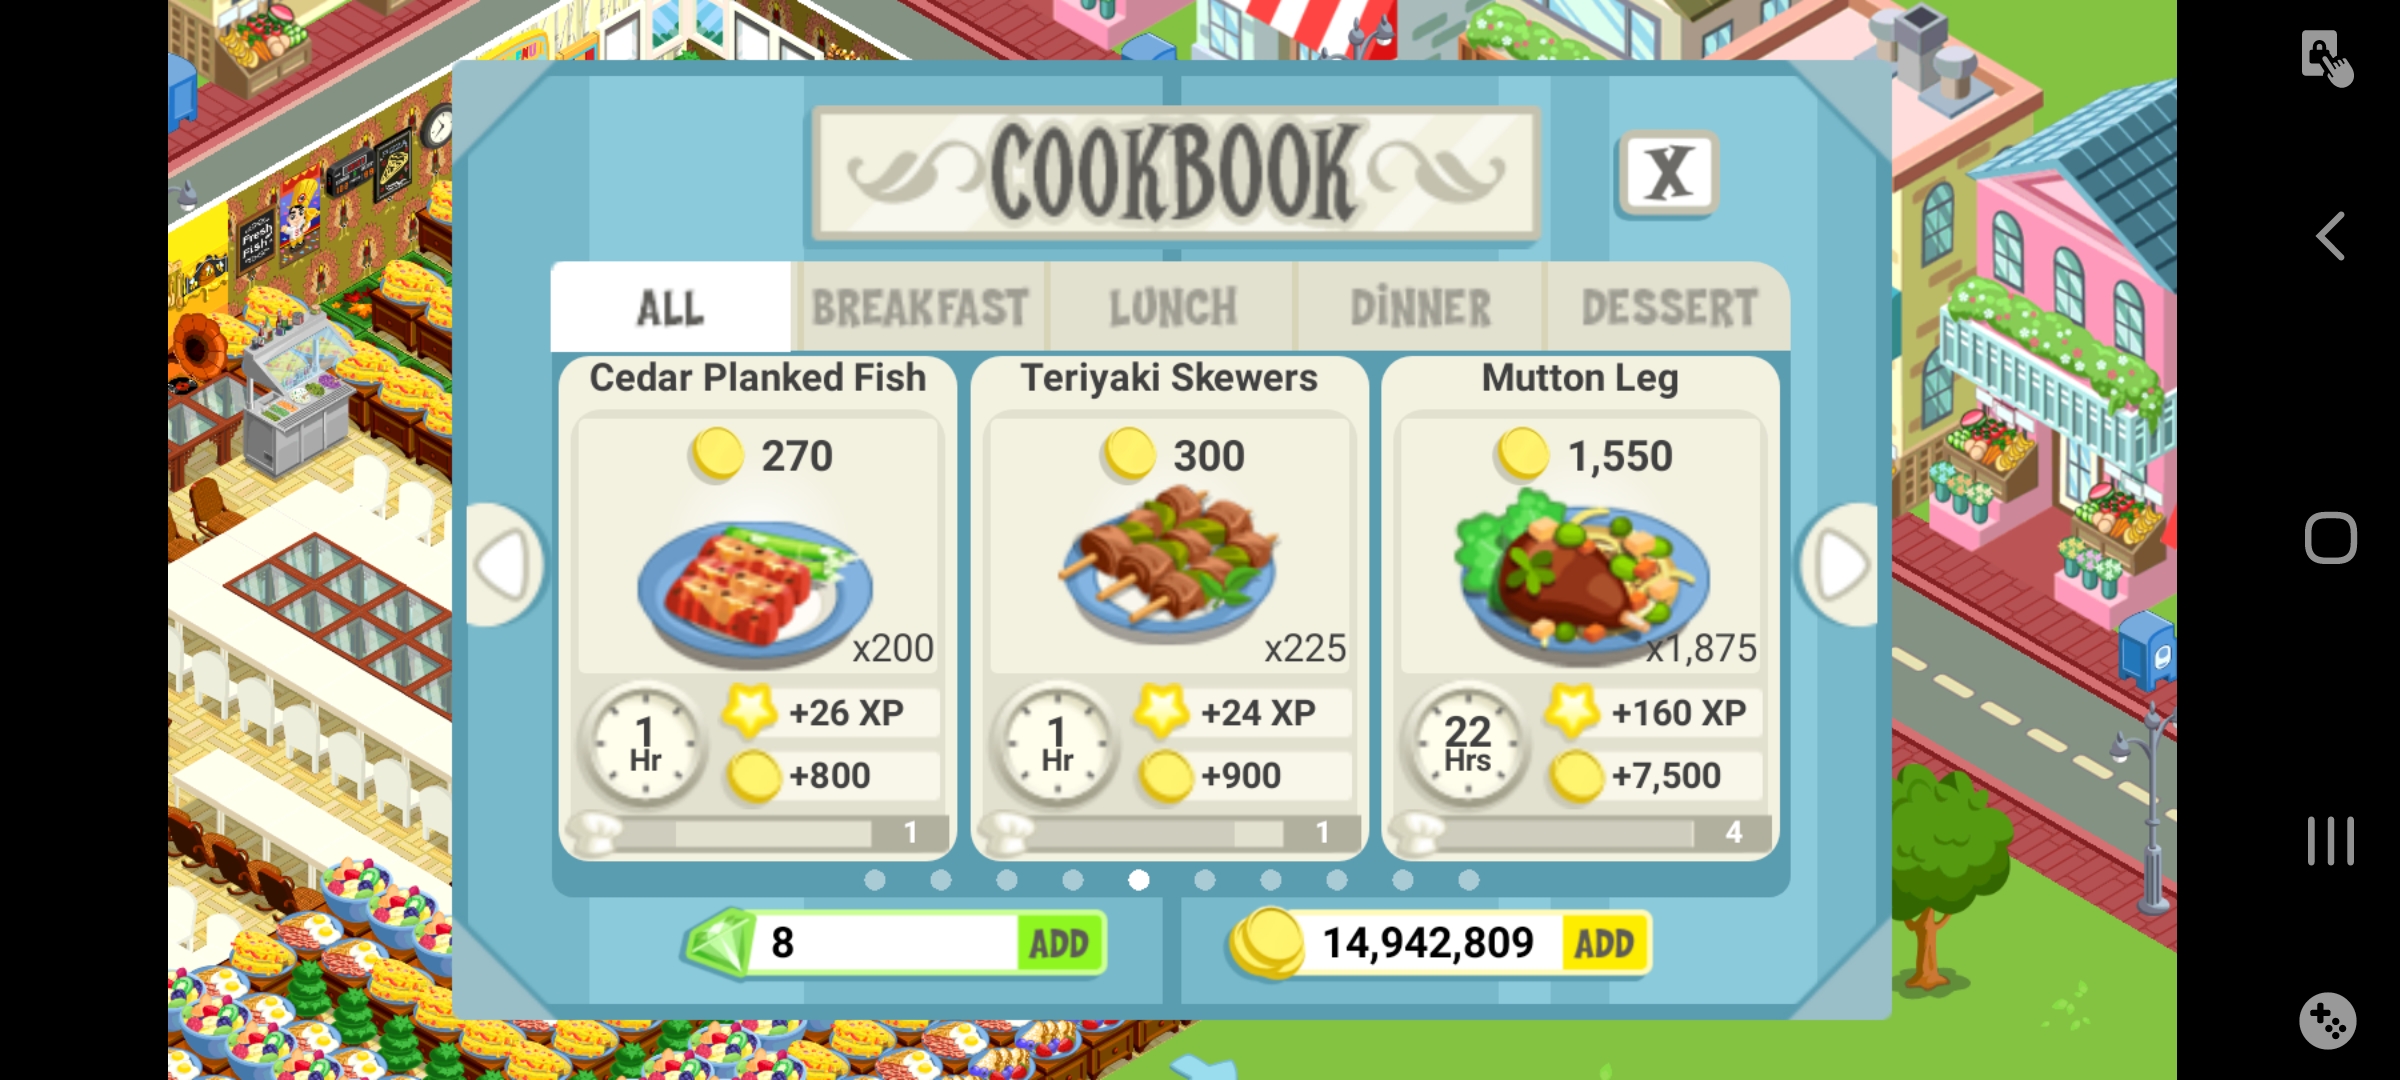 COOKBOOK
X
ALL
BREAKFAST
LUNCH
DINNER
DESSERT
Cedar Planked Fish
270
x200
1
Hr
+26 XP
+800
1
Teriyaki Skewers
300
x225
1
Hr
+24 XP
+900
1
Mutton Leg
1,550
x1,875
22
Hrs
+160 XP
+7,500
4
8
ADD
14,942,809
ADD
Fresh
Fish